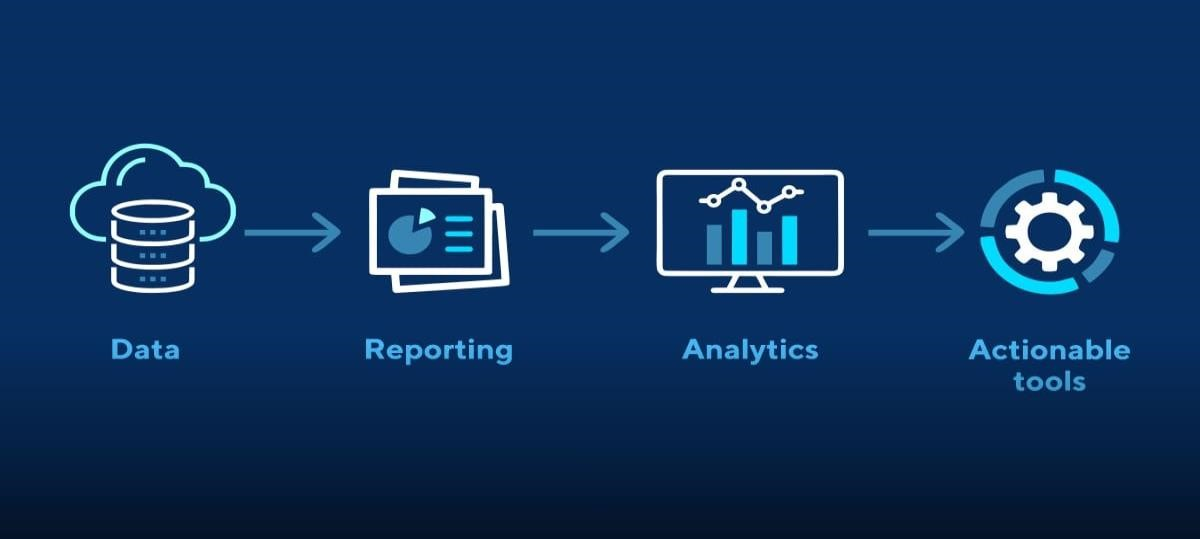 Data
Reporting
Analytics
Actionable
tools